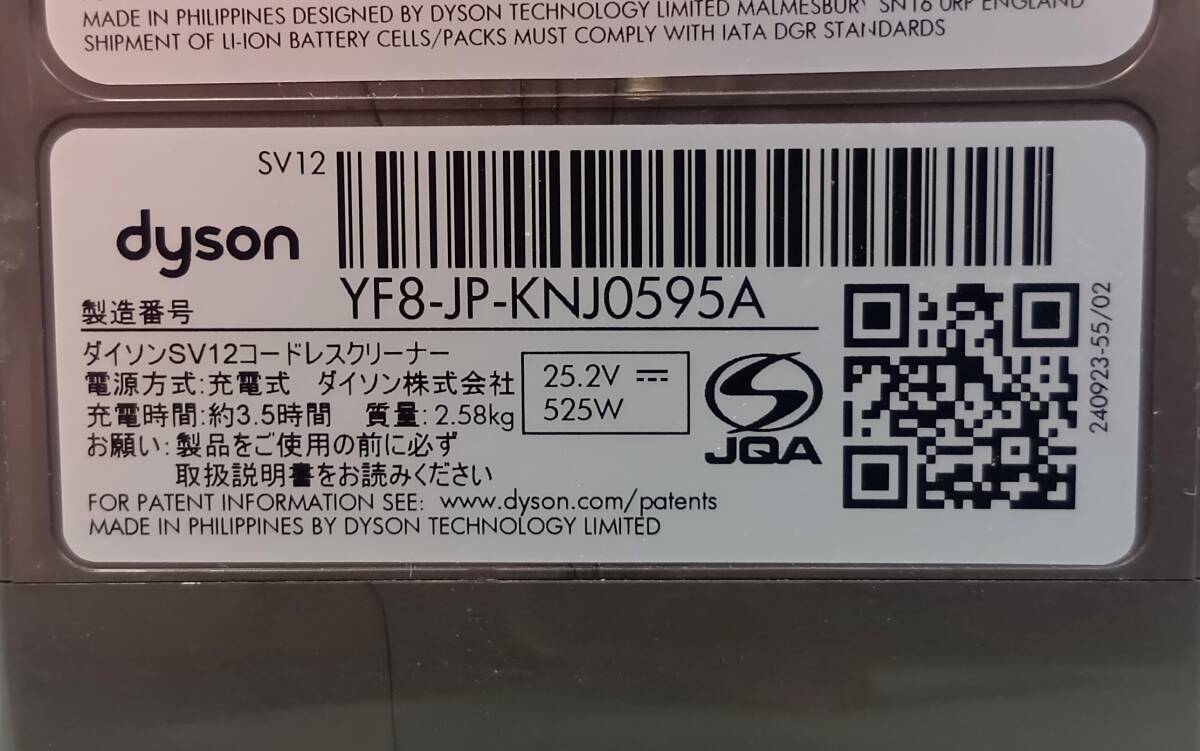 MADE IN PHILIPPINES DESIGNED BY DYSON TECHNOLOGY LIMITED MALMESBURY SN16 0RP ENGLAND
SHIPMENT OF LI-ION BATTERY CELLS/PACKS MUST COMPLY WITH IATA DGR STANDARDS
SV12
dyson
製造番号 YF8-JP-KNJ0595A
ダイソンSV12コードレスクリーナー
電源方式:充電式 ダイソン株式会社
充電時間:約3.5時間 質量:2.58kg
お願い:製品をご使用の前に必ず
取扱説明書をお読みください
25.2V ⎓
525W
JQA
FOR PATENT INFORMATION SEE: www.dyson.com/patents
MADE IN PHILIPPINES BY DYSON TECHNOLOGY LIMITED
240923-55/02